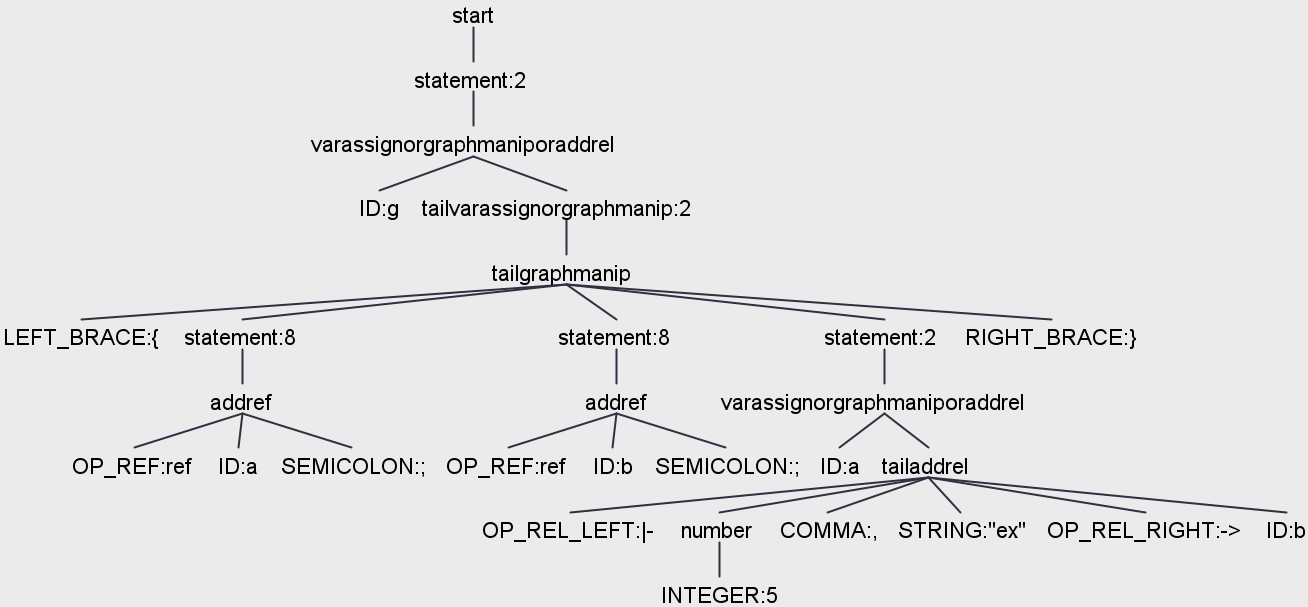 start
statement:2
varassignorgraphmaniporaddrel
ID:g tailvarassignorgraphmanip:2
tailgraphmanip
LEFT_BRACE:{ statement:8 statement:8 statement:2 RIGHT_BRACE:}
addref addref varassignorgraphmaniporaddrel
OP_REF:ref ID:a SEMICOLON:; OP_REF:ref ID:b SEMICOLON:; ID:a tailaddrel
OP_REL_LEFT:|- number COMMA:, STRING:"ex" OP_REL_RIGHT:-> ID:b
INTEGER:5